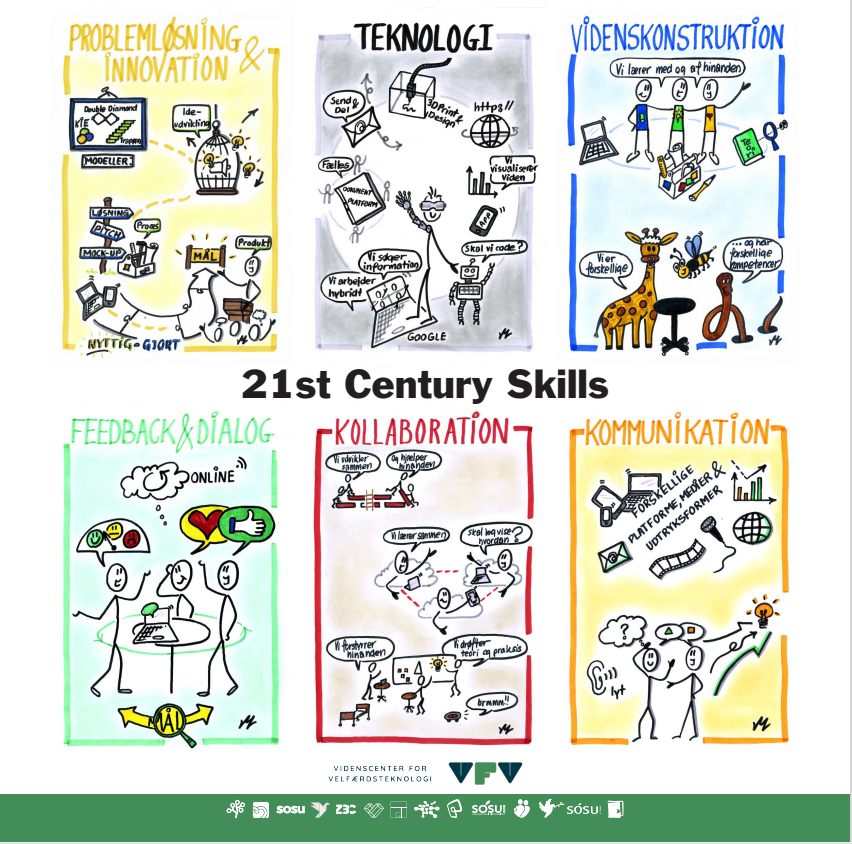 PROBLEMLØSNING
& INNOVATION
Double Diamond
KIE
Trappen
MODELLER
Ide-
udvikling
LØSNING
PITCH
MOCK-UP
Proces
MÅL
Produkt
NYTTIG-GJORT
TEKNOLOGI
Send &
Del
3D Print &
Design
http://
Fælles
DOKUMENT
PLATFORM
Vi
visualiserer
viden
App
Vi søger
information
Skal vi code?
Vi arbejder
hybridt
GOOGLE
VIDENSKONSTRUKTION
Vi lærer med og af hinanden
Teori
Vi er
forskellige
... og har
forskellige
kompetencer
21st Century Skills
FEEDBACK & DIALOG
ONLINE
MÅL
KOLLABORATION
Vi udvikler
sammen
og hjælper
hinanden
Vi lærer sammen
Skal jeg vise
hvordan?
Vi forstyrrer
hinanden
Vi drøfter
teori og praksis
brmmm!!
KOMMUNIKATION
FORSKELLIGE
PLATFORME, MEDIER &
UDTRYKSFORMER
?
lyt
VIDENSCENTER FOR
VELFÆRDSTEKNOLOGI
VFV
sosu
ZBC
SOSU
SOSU